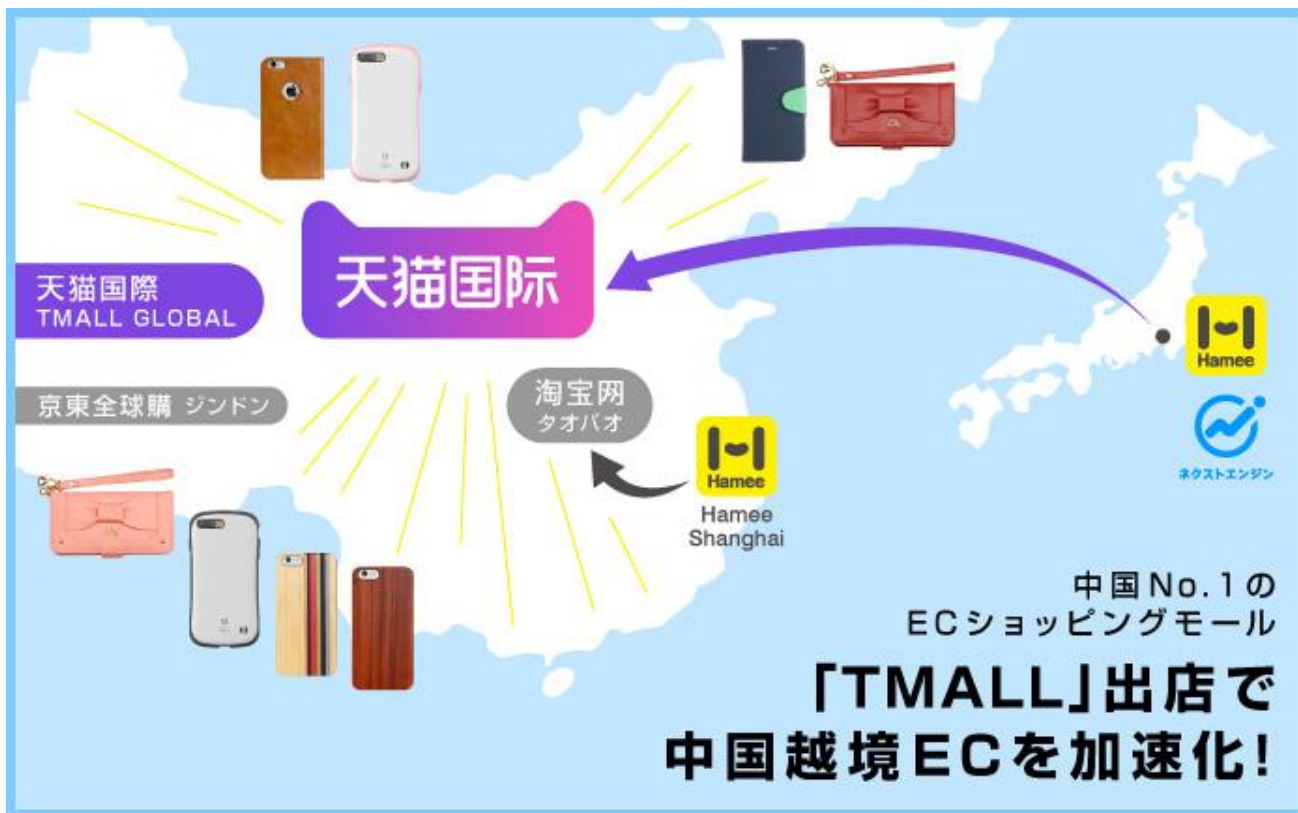 天猫国际
天猫国際
TMALL GLOBAL
京東全球購 ジンドン
淘宝网
タオバオ
Hamee
Hamee
Shanghai
Hamee
ネクストエンジン
中国No.1の
ECショッピングモール
「TMALL」出店で
中国越境ECを加速化!